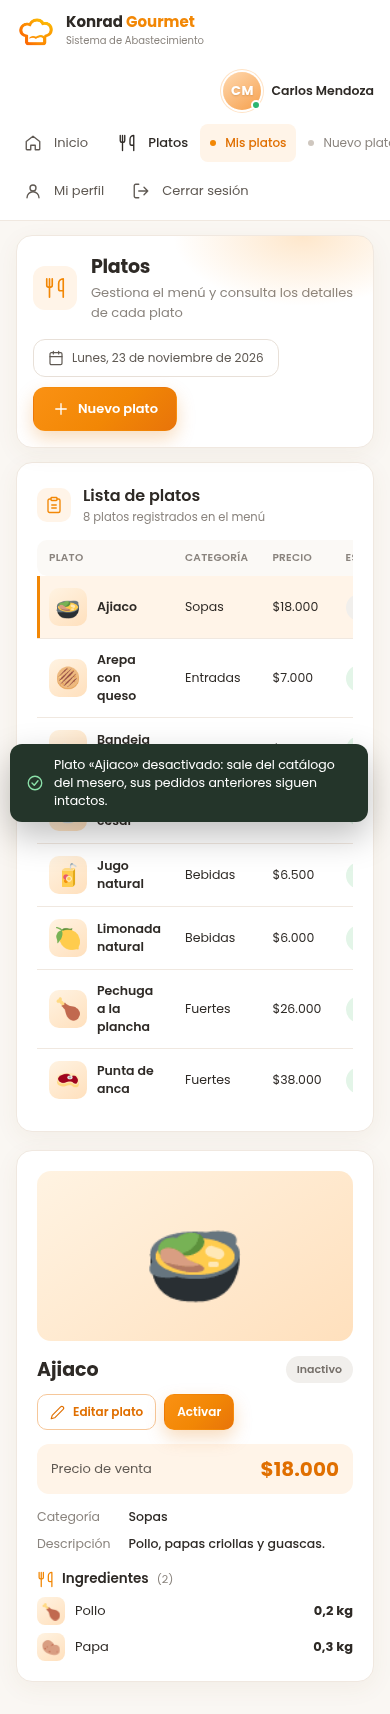 Konrad Gourmet
Sistema de Abastecimiento
CM
Carlos Mendoza
Inicio
Platos
Mis platos
Nuevo plato
Mi perfil
Cerrar sesión
Platos
Gestiona el menú y consulta los detalles
de cada plato
Lunes, 23 de noviembre de 2026
Nuevo plato
Lista de platos
8 platos registrados en el menú
PLATO CATEGORÍA PRECIO
Ajiaco Sopas $18.000
Arepa
con
queso
Entradas $7.000
Bandeja
Plato «Ajiaco» desactivado: sale del catálogo
del mesero, sus pedidos anteriores siguen
intactos.
Jugo
natural
Bebidas $6.500
Limonada
natural
Bebidas $6.000
Pechuga
a la
plancha
Fuertes $26.000
Punta de
anca
Fuertes $38.000
Ajiaco
Inactivo
Editar plato
Activar
Precio de venta $18.000
Categoría Sopas
Descripción Pollo, papas criollas y guascas.
Ingredientes (2)
Pollo 0,2 kg
Papa 0,3 kg